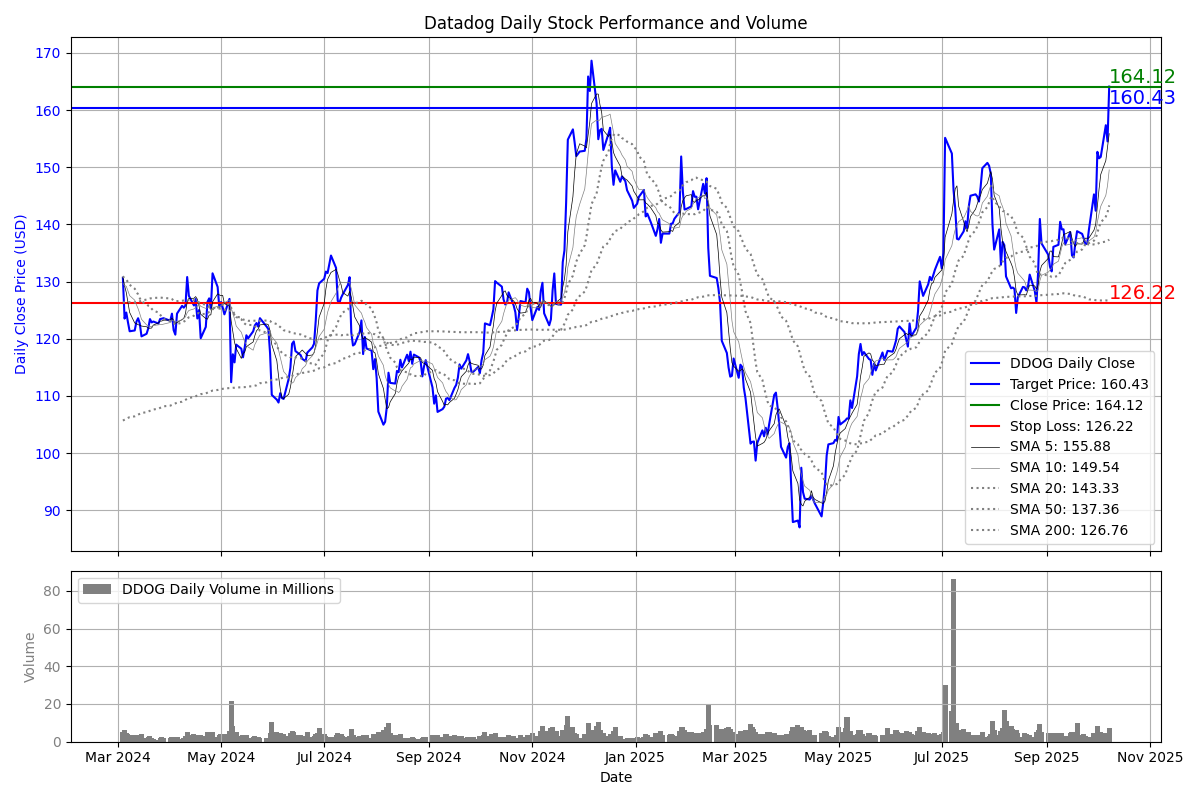 Datadog Daily Stock Performance and Volume
Daily Close Price (USD)
170
160
150
140
130
120
110
100
90
164.12
160.43
126.22
DDOG Daily Close
Target Price: 160.43
Close Price: 164.12
Stop Loss: 126.22
SMA 5: 155.88
SMA 10: 149.54
SMA 20: 143.33
SMA 50: 137.36
SMA 200: 126.76
Volume
80
60
40
20
0
DDOG Daily Volume in Millions
Mar 2024 May 2024 Jul 2024 Sep 2024 Nov 2024 Jan 2025 Mar 2025 May 2025 Jul 2025 Sep 2025 Nov 2025
Date